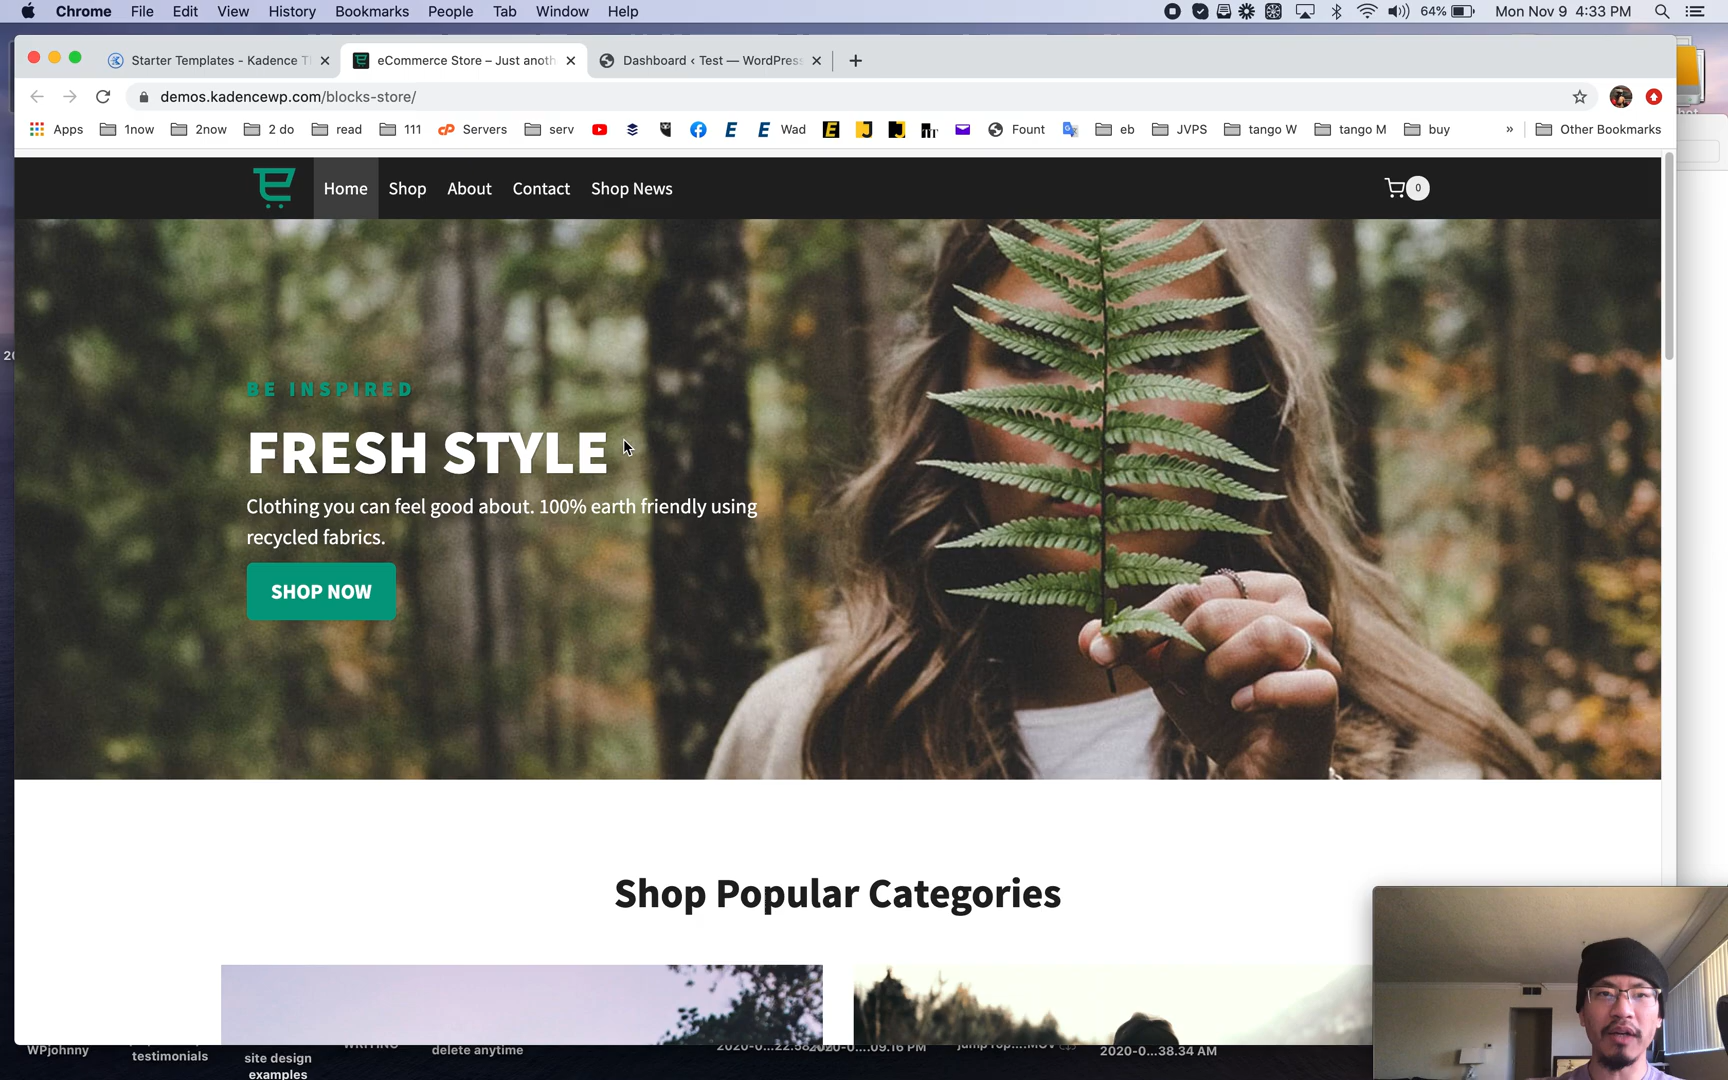 Chrome File Edit View History Bookmarks People Tab Window Help 64% Mon Nov 9 4:33 PM
Starter Templates - Kadence T eCommerce Store – Just anoth Dashboard ‹ Test — WordPress
demos.kadencewp.com/blocks-store/
Apps 1now 2now 2 do read 111 Servers serv Wad Fount eb JVPS tango W tango M buy » Other Bookmarks
Home Shop About Contact Shop News 0
BE INSPIRED
FRESH STYLE
Clothing you can feel good about. 100% earth friendly using
recycled fabrics.
SHOP NOW
Shop Popular Categories
WPjohnny
testimonials
site design
examples
delete anytime
2020-0...38.34 AM